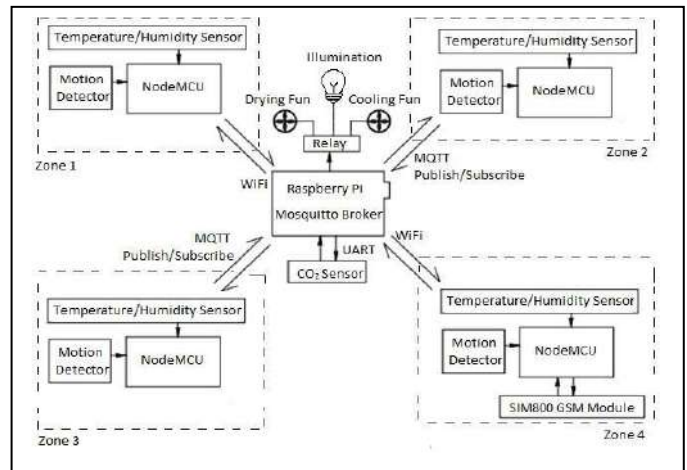 Temperature/Humidity Sensor
Motion
Detector
NodeMCU
Zone 1
Illumination
Drying Fun
Cooling Fun
Relay
Temperature/Humidity Sensor
Motion
Detector
NodeMCU
Zone 2
WiFi
MQTT
Publish/Subscribe
Raspberry Pi
Mosquitto Broker
MQTT
Publish/Subscribe
UART
WiFi
CO₂ Sensor
Temperature/Humidity Sensor
Motion
Detector
NodeMCU
Zone 3
Temperature/Humidity Sensor
Motion
Detector
NodeMCU
SIM800 GSM Module
Zone 4